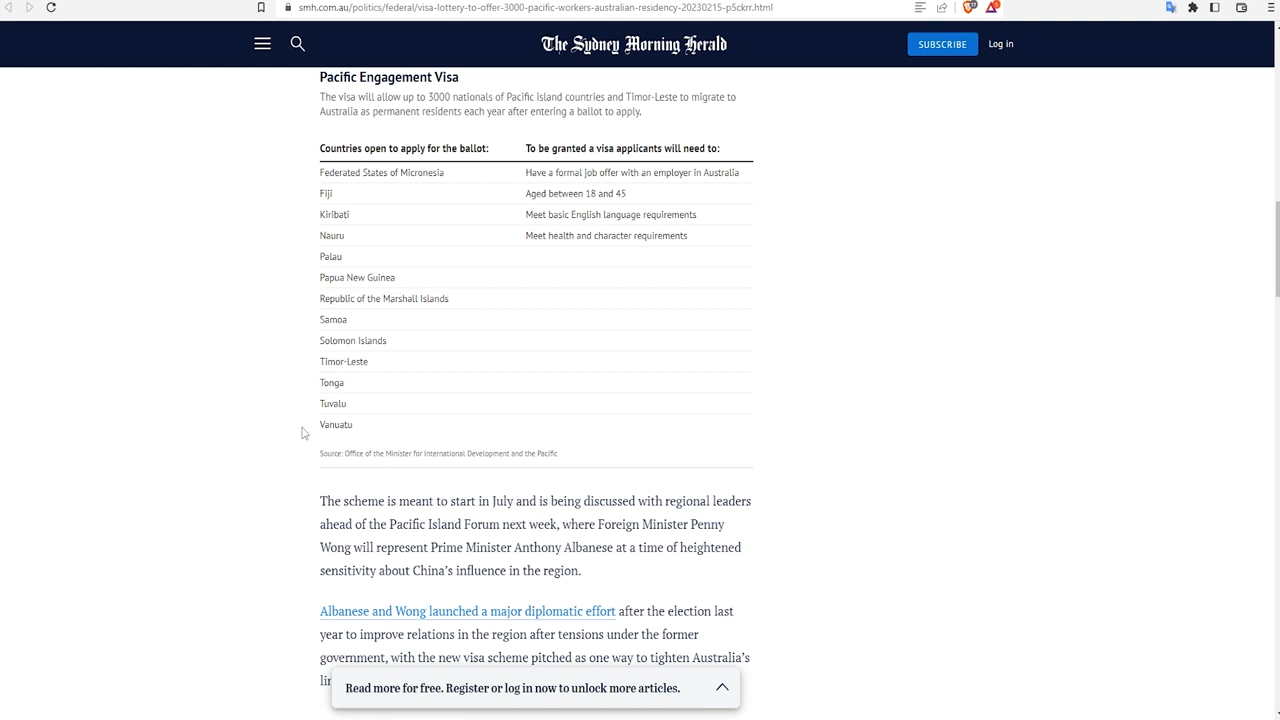 smh.com.au/politics/federal/visa-lottery-to-offer-3000-pacific-workers-australian-residency-20230215-p5ckrr.html
The Sydney Morning Herald
SUBSCRIBE
Log in
Pacific Engagement Visa
The visa will allow up to 3000 nationals of Pacific island countries and Timor-Leste to migrate to
Australia as permanent residents each year after entering a ballot to apply.
Countries open to apply for the ballot: To be granted a visa applicants will need to:
Federated States of Micronesia Have a formal job offer with an employer in Australia
Fiji Aged between 18 and 45
Kiribati Meet basic English language requirements
Nauru Meet health and character requirements
Palau
Papua New Guinea
Republic of the Marshall Islands
Samoa
Solomon Islands
Timor-Leste
Tonga
Tuvalu
Vanuatu
Source: Office of the Minister for International Development and the Pacific
The scheme is meant to start in July and is being discussed with regional leaders
ahead of the Pacific Island Forum next week, where Foreign Minister Penny
Wong will represent Prime Minister Anthony Albanese at a time of heightened
sensitivity about China's influence in the region.
Albanese and Wong launched a major diplomatic effort after the election last
year to improve relations in the region after tensions under the former
government, with the new visa scheme pitched as one way to tighten Australia's
Read more for free. Register or log in now to unlock more articles.